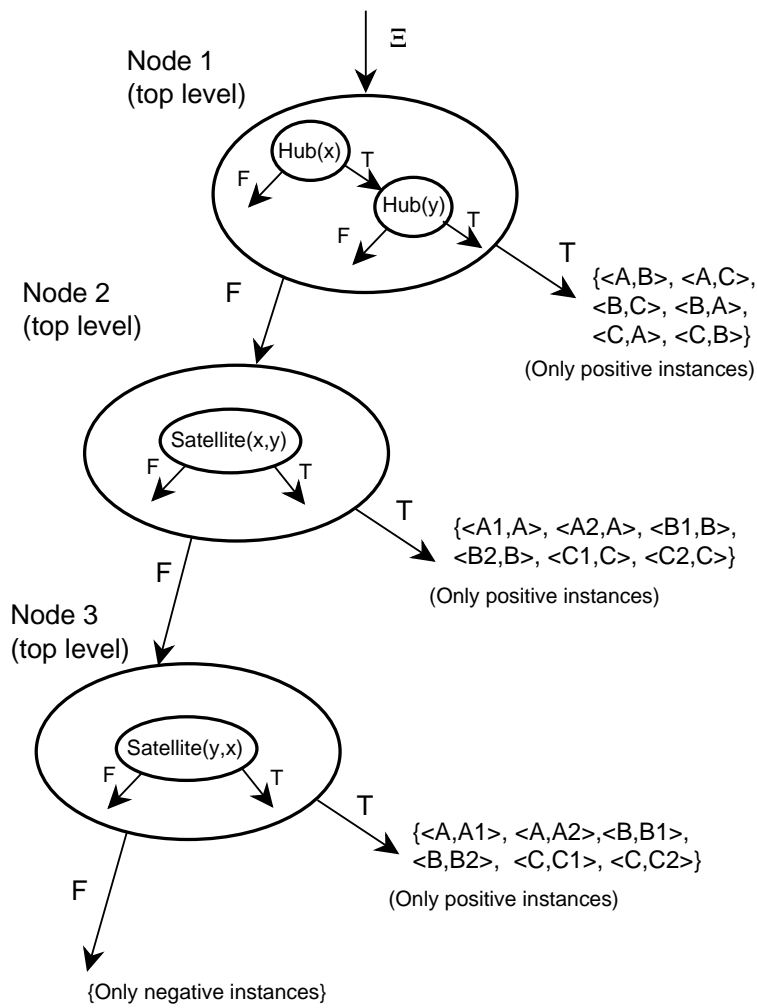 Ξ
Node 1
(top level)
Hub(x)
F
T
Hub(y)
F
T
T
{<A,B>, <A,C>,
<B,C>, <B,A>,
<C,A>, <C,B>}
(Only positive instances)
F
Node 2
(top level)
Satellite(x,y)
F
T
T
{<A1,A>, <A2,A>, <B1,B>,
<B2,B>, <C1,C>, <C2,C>}
(Only positive instances)
F
Node 3
(top level)
Satellite(y,x)
F
T
T
{<A,A1>, <A,A2>,<B,B1>,
<B,B2>, <C,C1>, <C,C2>}
(Only positive instances)
F
{Only negative instances}